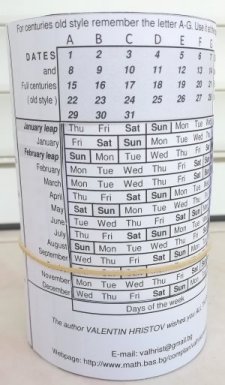 For centuries old style remember the letter A-G. Use it
A B C D E F G
DATES 1 2 3 4 5 6 7
and 8 9 10 11 12 13
Full centuries 15 16 17 18 19 20
( old style ) 22 23 24 25 26 27
29 30 31
January leap Thu Fri Sat Sun Mon Tue
January Fri Sat Sun Mon Tue Wed
February leap Sun Mon Tue Wed Thu Fri
February Mon Tue Wed Thu Fri Sat
March Mon Tue Wed Thu Fri Sat
April Thu Fri Sat Sun Mon Tue
May Sat Sun Mon Tue Wed Thu
June Tue Wed Thu Fri Sat Sun
July Thu Fri Sat Sun Mon Tue
August Sun Mon Tue Wed Thu Fri
September Wed Thu Fri Sat Sun Mon
November Mon Tue Wed Thu Fri Sat
December Wed Thu Fri Sat Sun Mon
Days of the week
The author VALENTIN HRISTOV wishes you
E-mail: valhrist@gmail.bg
Webpage: http://www.math.bas.bg/complan/valhrist